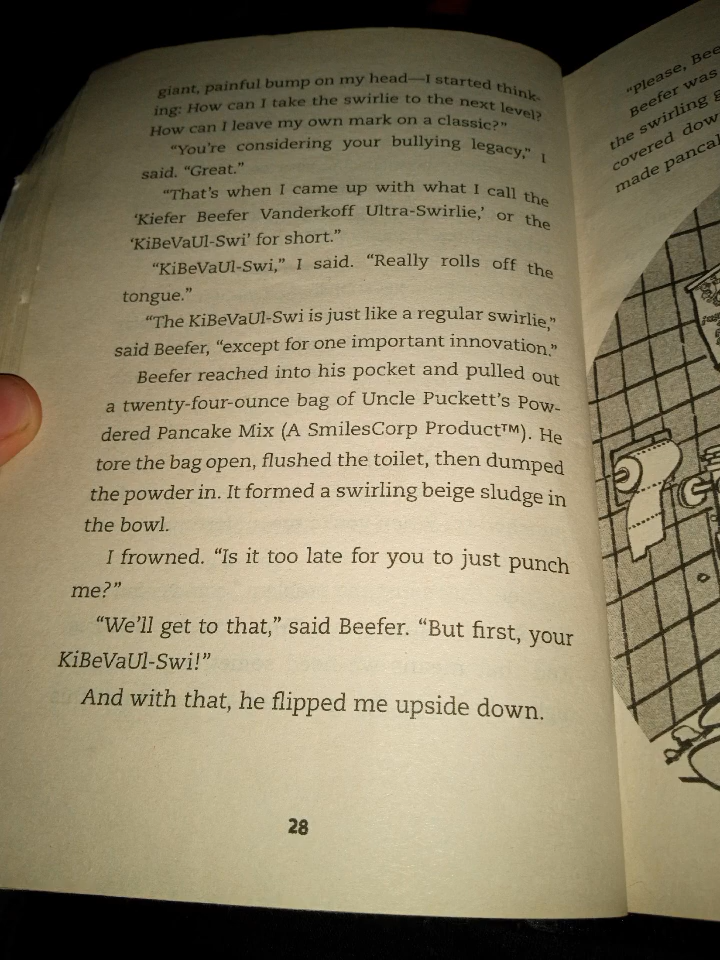 giant, painful bump on my head—I started think-
ing: How can I take the swirlie to the next level?
How can I leave my own mark on a classic?”
“You're considering your bullying legacy,” I
said. “Great.”
“That's when I came up with what I call the
‘Kiefer Beefer Vanderkoff Ultra-Swirlie,’ or the
‘KiBeVaUl-Swi’ for short.”
“KiBeVaUl-Swi,” I said. “Really rolls off the
tongue.”
“The KiBeVaUl-Swi is just like a regular swirlie,”
said Beefer, “except for one important innovation.”
Beefer reached into his pocket and pulled out
a twenty-four-ounce bag of Uncle Puckett's Pow-
dered Pancake Mix (A SmilesCorp Product™). He
tore the bag open, flushed the toilet, then dumped
the powder in. It formed a swirling beige sludge in
the bowl.
I frowned. “Is it too late for you to just punch
me?”
“We'll get to that,” said Beefer. “But first, your
KiBeVaUl-Swi!”
And with that, he flipped me upside down.
28
“Please, Bee
Beefer was
the swirling g
covered dow
made pancak